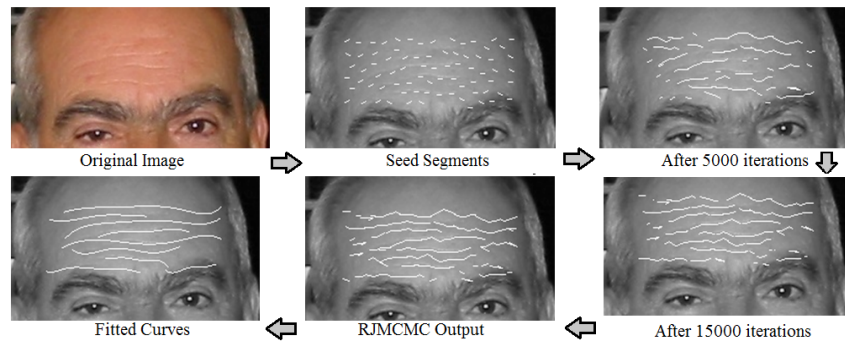 Original Image
Seed Segments
After 5000 iterations
Fitted Curves
RJMCMC Output
After 15000 iterations